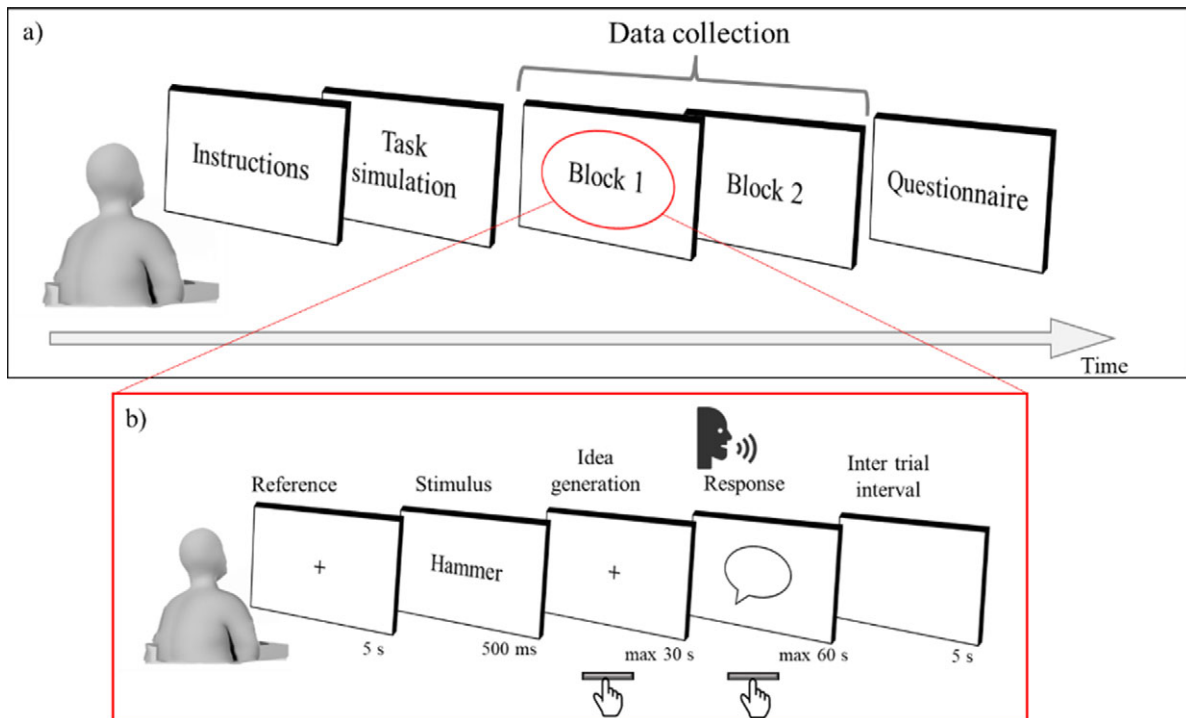 a)
Data collection
Instructions
Task
simulation
Block 1
Block 2
Questionnaire
Time
b)
Reference
Stimulus
Idea
generation
Response
Inter trial
interval
+
Hammer
+
5 s
500 ms
max 30 s
max 60 s
5 s